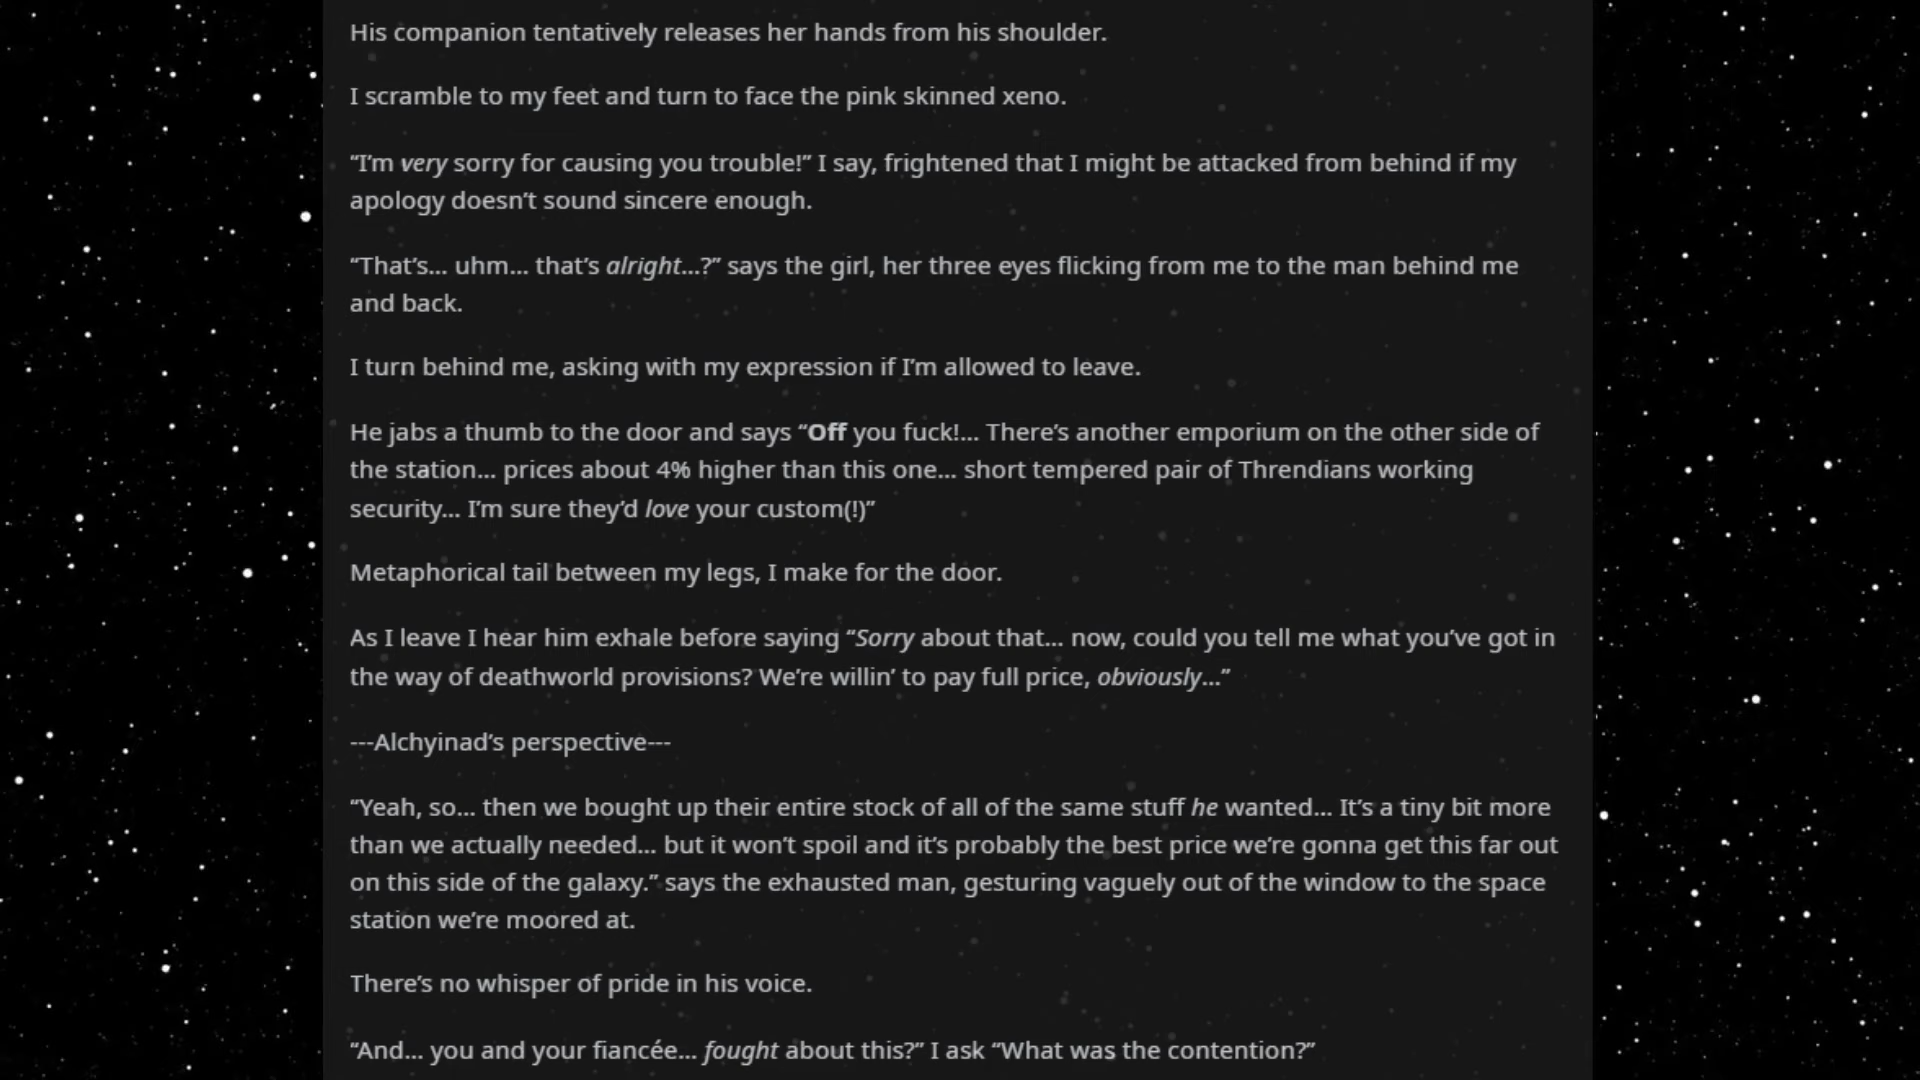 His companion tentatively releases her hands from his shoulder.
I scramble to my feet and turn to face the pink skinned xeno.
“I’m very sorry for causing you trouble!” I say, frightened that I might be attacked from behind if my
apology doesn’t sound sincere enough.
“That’s... uhm... that’s alright...?” says the girl, her three eyes flicking from me to the man behind me
and back.
I turn behind me, asking with my expression if I’m allowed to leave.
He jabs a thumb to the door and says “Off you fuck!... There’s another emporium on the other side of
the station... prices about 4% higher than this one... short tempered pair of Threndians working
security... I’m sure they’d love your custom(!)”
Metaphorical tail between my legs, I make for the door.
As I leave I hear him exhale before saying “Sorry about that... now, could you tell me what you’ve got in
the way of deathworld provisions? We’re willin’ to pay full price, obviously...”
---Alchyinad’s perspective---
“Yeah, so... then we bought up their entire stock of all of the same stuff he wanted... It’s a tiny bit more
than we actually needed... but it won’t spoil and it’s probably the best price we’re gonna get this far out
on this side of the galaxy.” says the exhausted man, gesturing vaguely out of the window to the space
station we’re moored at.
There’s no whisper of pride in his voice.
“And... you and your fiancée... fought about this?” I ask “What was the contention?”